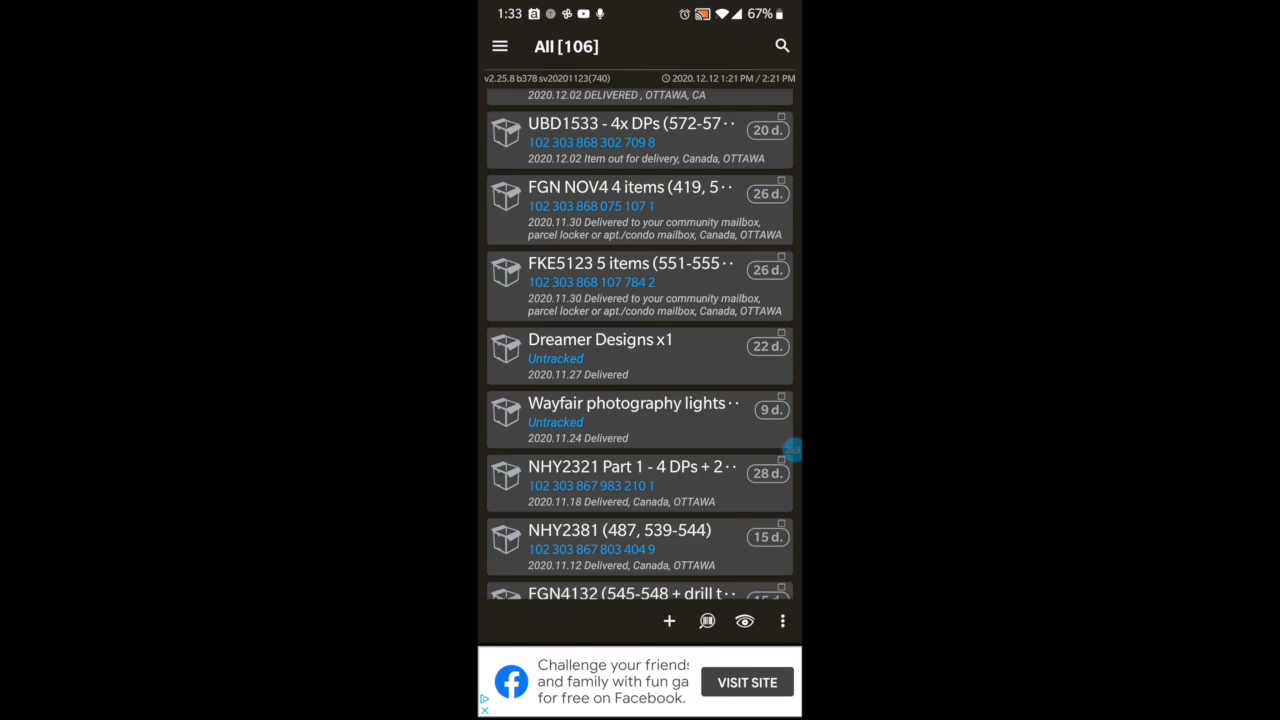 1:33
67%
All [106]
v2.25.8 b378 sv20201123(740)
2020.12.12 1:21 PM / 2:21 PM
2020.12.02 DELIVERED , OTTAWA, CA
UBD1533 - 4x DPs (572-57··
20 d.
102 303 868 302 709 8
2020.12.02 Item out for delivery, Canada, OTTAWA
FGN NOV4 4 items (419, 5··
26 d.
102 303 868 075 107 1
2020.11.30 Delivered to your community mailbox,
parcel locker or apt./condo mailbox, Canada, OTTAWA
FKE5123 5 items (551-555··
26 d.
102 303 868 107 784 2
2020.11.30 Delivered to your community mailbox,
parcel locker or apt./condo mailbox, Canada, OTTAWA
Dreamer Designs x1
22 d.
Untracked
2020.11.27 Delivered
Wayfair photography lights··
9 d.
Untracked
2020.11.24 Delivered
NHY2321 Part 1 - 4 DPs + 2··
28 d.
102 303 867 983 210 1
2020.11.18 Delivered, Canada, OTTAWA
NHY2381 (487, 539-544)
15 d.
102 303 867 803 404 9
2020.11.12 Delivered, Canada, OTTAWA
FGN4132 (545-548 + drill t··
15 d.
Challenge your friends
and family with fun ga
for free on Facebook.
VISIT SITE